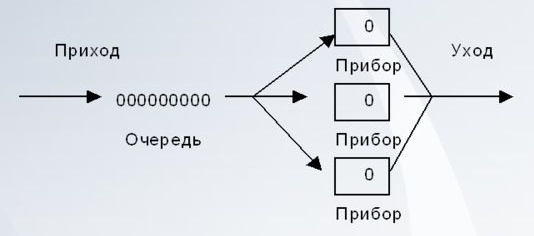 Приход
000000000
Очередь
0
Прибор
0
Прибор
0
Прибор
Уход